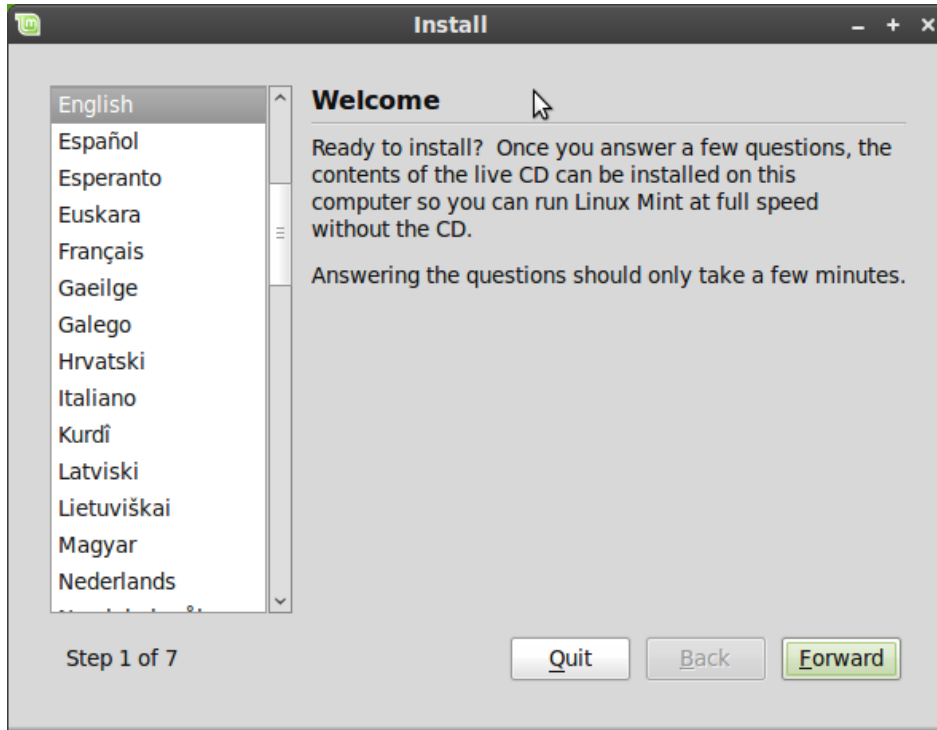 Install
English
Español
Esperanto
Euskara
Français
Gaeilge
Galego
Hrvatski
Italiano
Kurdî
Latviski
Lietuviškai
Magyar
Nederlands
Welcome
Ready to install?  Once you answer a few questions, the
contents of the live CD can be installed on this
computer so you can run Linux Mint at full speed
without the CD.
Answering the questions should only take a few minutes.
Step 1 of 7
Quit
Back
Forward